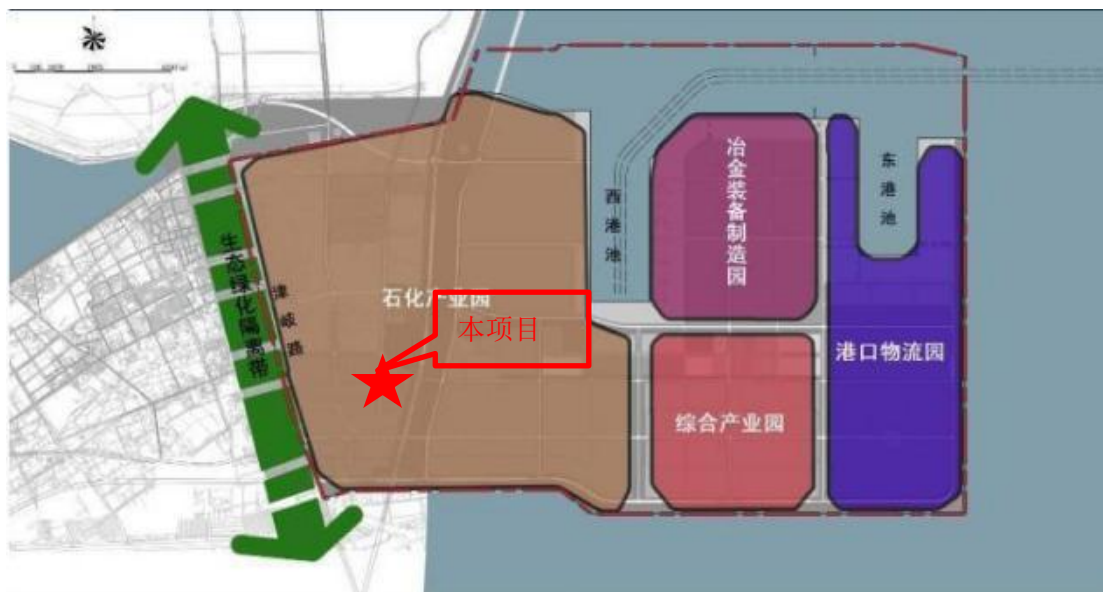 冶金装备制造园
东港池
西港池
生态绿化隔离带
津岐路
石化产业园
本项目
港口物流园
综合产业园